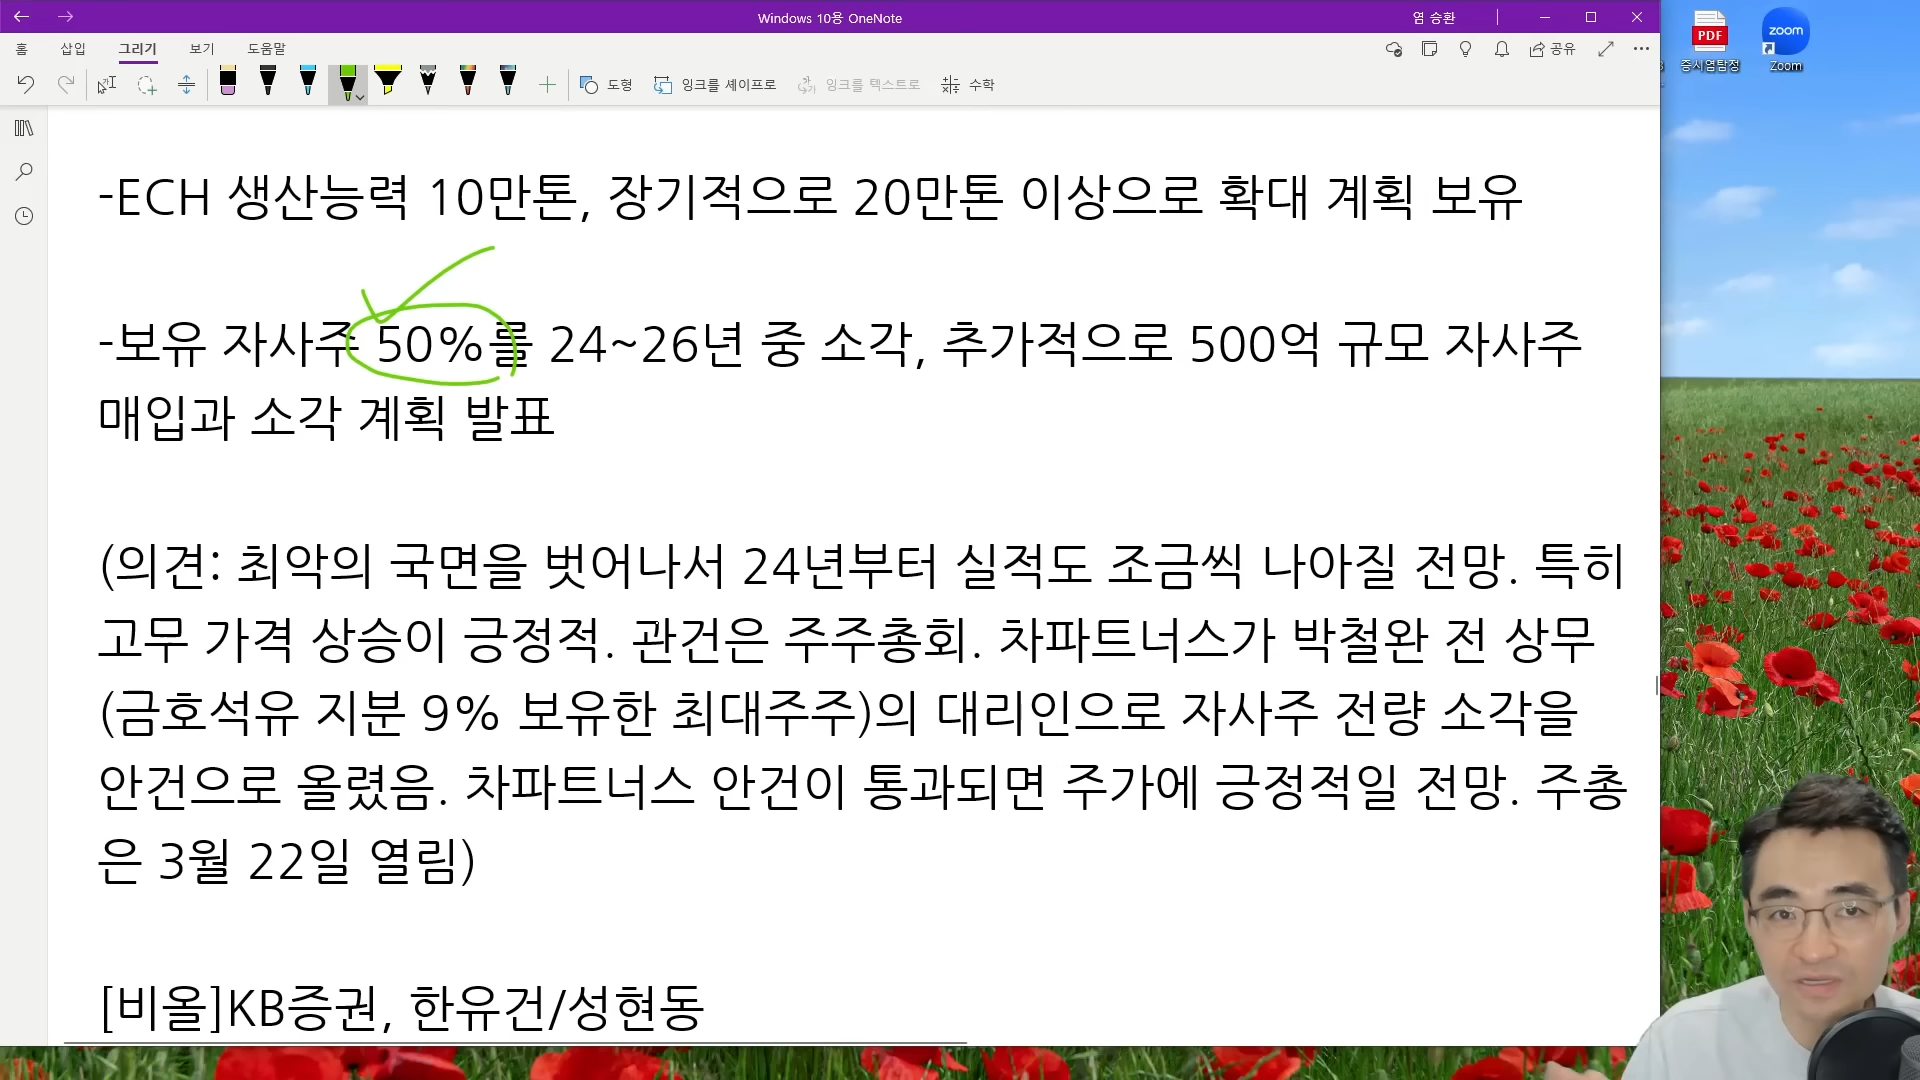 Windows 10용 OneNote
염 승환
홈 삽입 그리기 보기 도움말
공유
도형 잉크를 셰이프로 잉크를 텍스트로 수학
PDF
증시염탐정
zoom
Zoom
-ECH 생산능력 10만톤, 장기적으로 20만톤 이상으로 확대 계획 보유
-보유 자사주 50%를 24~26년 중 소각, 추가적으로 500억 규모 자사주
매입과 소각 계획 발표
(의견: 최악의 국면을 벗어나서 24년부터 실적도 조금씩 나아질 전망. 특히
고무 가격 상승이 긍정적. 관건은 주주총회. 차파트너스가 박철완 전 상무
(금호석유 지분 9% 보유한 최대주주)의 대리인으로 자사주 전량 소각을
안건으로 올렸음. 차파트너스 안건이 통과되면 주가에 긍정적일 전망. 주총
은 3월 22일 열림)
[비올]KB증권, 한유건/성현동